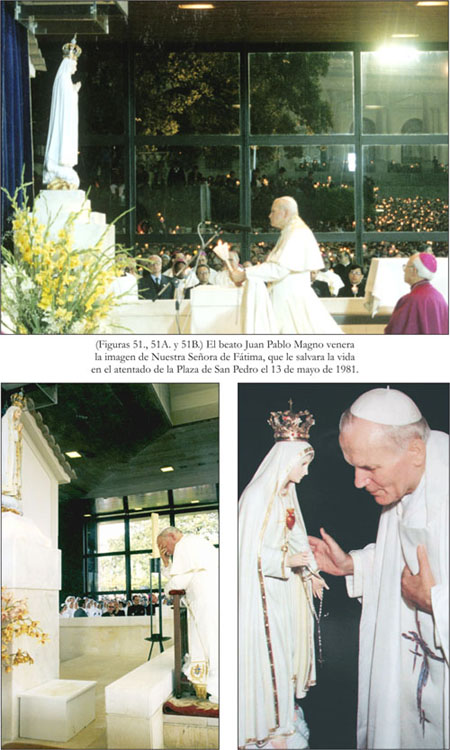 (Figuras 51., 51A. y 51B.) El beato Juan Pablo Magno venera
la imagen de Nuestra Señora de Fátima, que le salvara la vida
en el atentado de la Plaza de San Pedro el 13 de mayo de 1981.